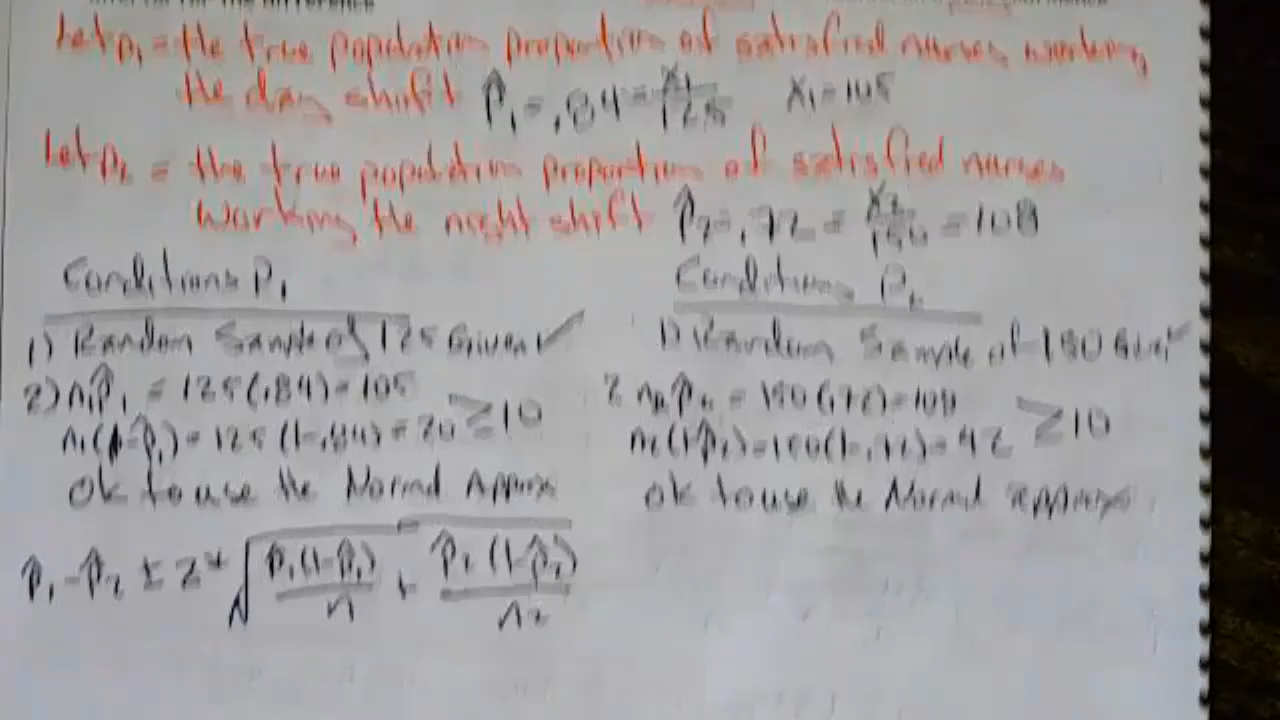 Let p₁ = the true population proportion of satisfied nurses working
the day shift p̂₁ = .84 = x₁/125 x₁ = 105
Let p₂ = the true population proportion of satisfied nurses
working the night shift p̂₂ = .72 = x₂/150 = 108
Conditions P₁
1) Random Sample of 125 Given ✓
2) n₁p̂₁ = 125(.84) = 105
n₁(1-p̂₁) = 125(1-.84) = 20 ≥10
Ok to use the Normal Approx
Conditions P₂
1) Random Sample of 150 Given ✓
2 n₂p̂₂ = 150(.72) = 108
n₂(1-p̂₂) = 150(1-.72) = 42 ≥10
Ok to use the Normal approx
p̂₁ - p̂₂ ± z* √ p̂₁(1-p̂₁)/n + p̂₂(1-p̂₂)/n₂